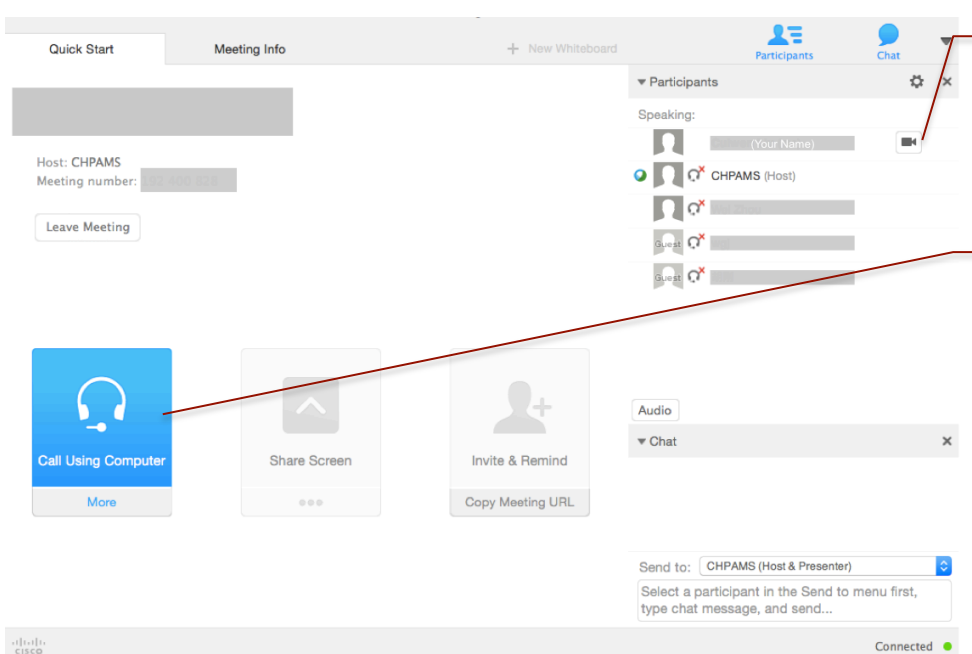 Quick Start
Meeting Info
+ New Whiteboard
Participants
Chat
Participants
Speaking:
(Your Name)
Host: CHPAMS
CHPAMS (Host)
Meeting number:
Leave Meeting
Guest
Guest
Call Using Computer
Share Screen
Invite & Remind
More
Copy Meeting URL
Audio
Chat
Send to: CHPAMS (Host & Presenter)
Select a participant in the Send to menu first,
type chat message, and send...
CISCO
Connected